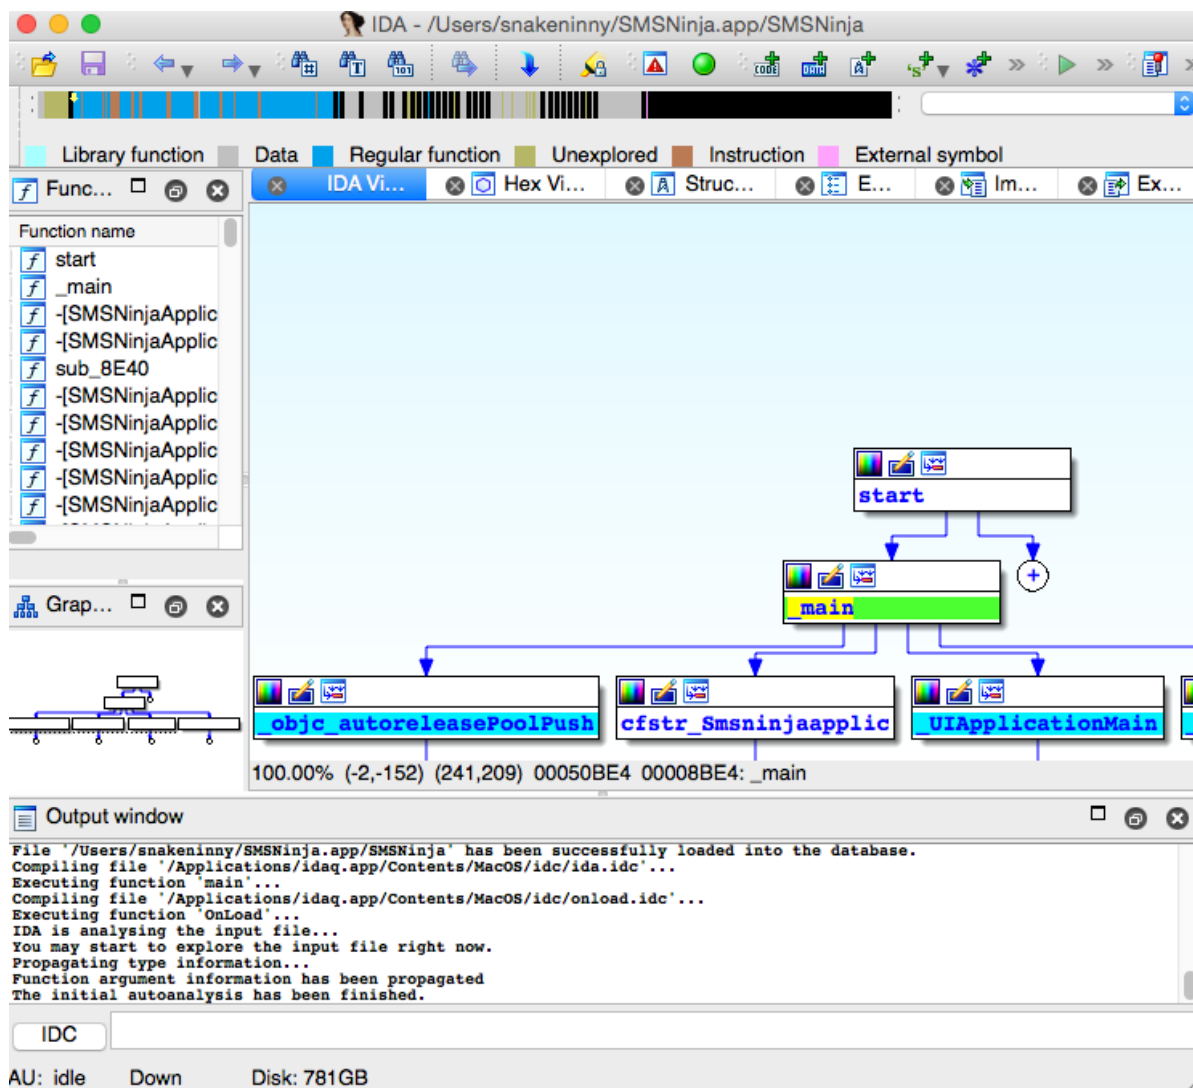 IDA - /Users/snakeninny/SMSNinja.app/SMSNinja
Library function Data Regular function Unexplored Instruction External symbol
Func... IDA Vi... Hex Vi... Struc... E... Im... Ex...
Function name
start
_main
-[SMSNinjaApplic
-[SMSNinjaApplic
sub_8E40
-[SMSNinjaApplic
-[SMSNinjaApplic
-[SMSNinjaApplic
-[SMSNinjaApplic
-[SMSNinjaApplic
start
_main
Grap...
_objc_autoreleasePoolPush cfstr_Smsninjaapplic _UIApplicationMain
100.00% (-2,-152) (241,209) 00050BE4 00008BE4: _main
Output window
File '/Users/snakeninny/SMSNinja.app/SMSNinja' has been successfully loaded into the database.
Compiling file '/Applications/idaq.app/Contents/MacOS/idc/ida.idc'...
Executing function 'main'...
Compiling file '/Applications/idaq.app/Contents/MacOS/idc/onload.idc'...
Executing function 'OnLoad'...
IDA is analysing the input file...
You may start to explore the input file right now.
Propagating type information...
Function argument information has been propagated
The initial autoanalysis has been finished.
IDC
AU: idle Down Disk: 781GB